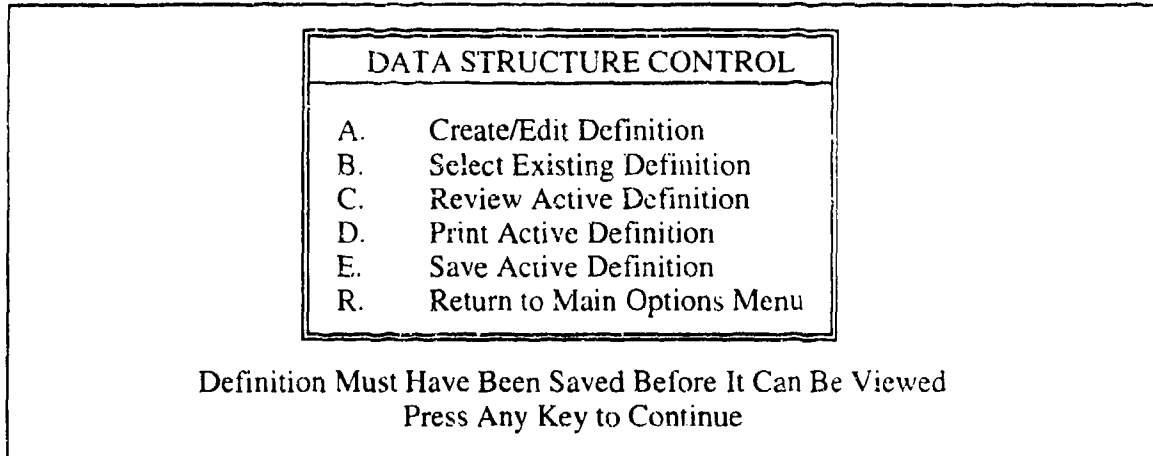 DATA STRUCTURE CONTROL
A. Create/Edit Definition
B. Select Existing Definition
C. Review Active Definition
D. Print Active Definition
E. Save Active Definition
R. Return to Main Options Menu
Definition Must Have Been Saved Before It Can Be Viewed
Press Any Key to Continue